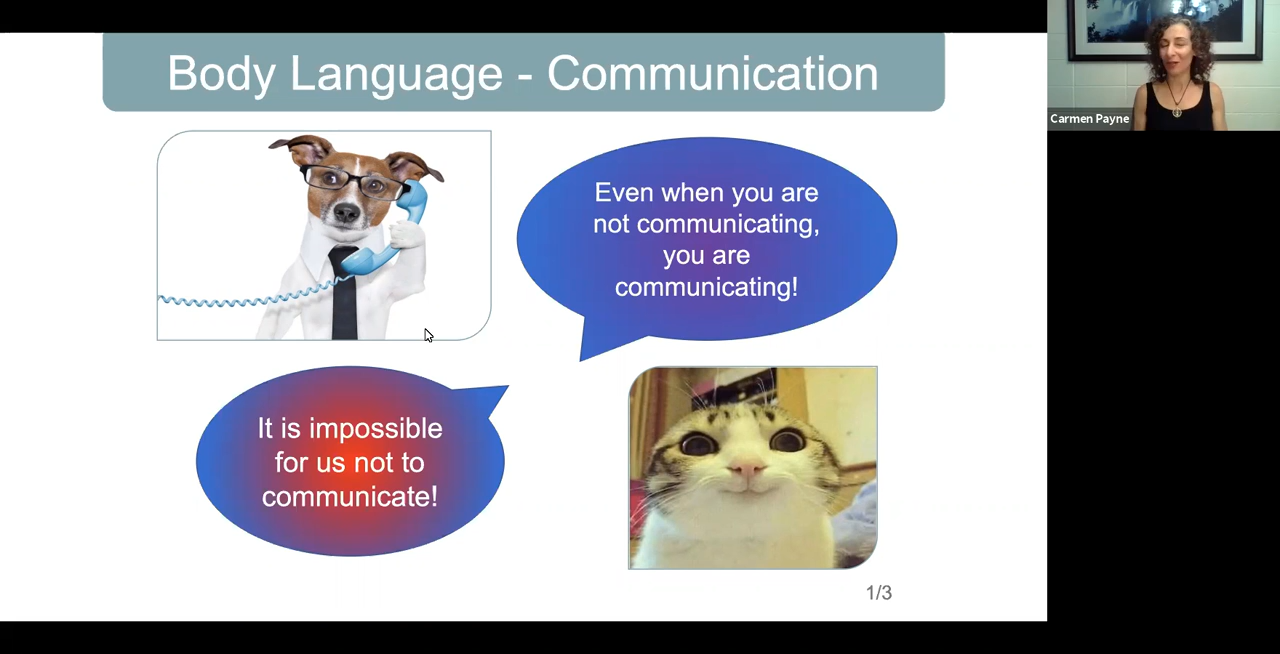 Body Language - Communication
Carmen Payne
Even when you are
not communicating,
you are
communicating!
It is impossible
for us not to
communicate!
1/3